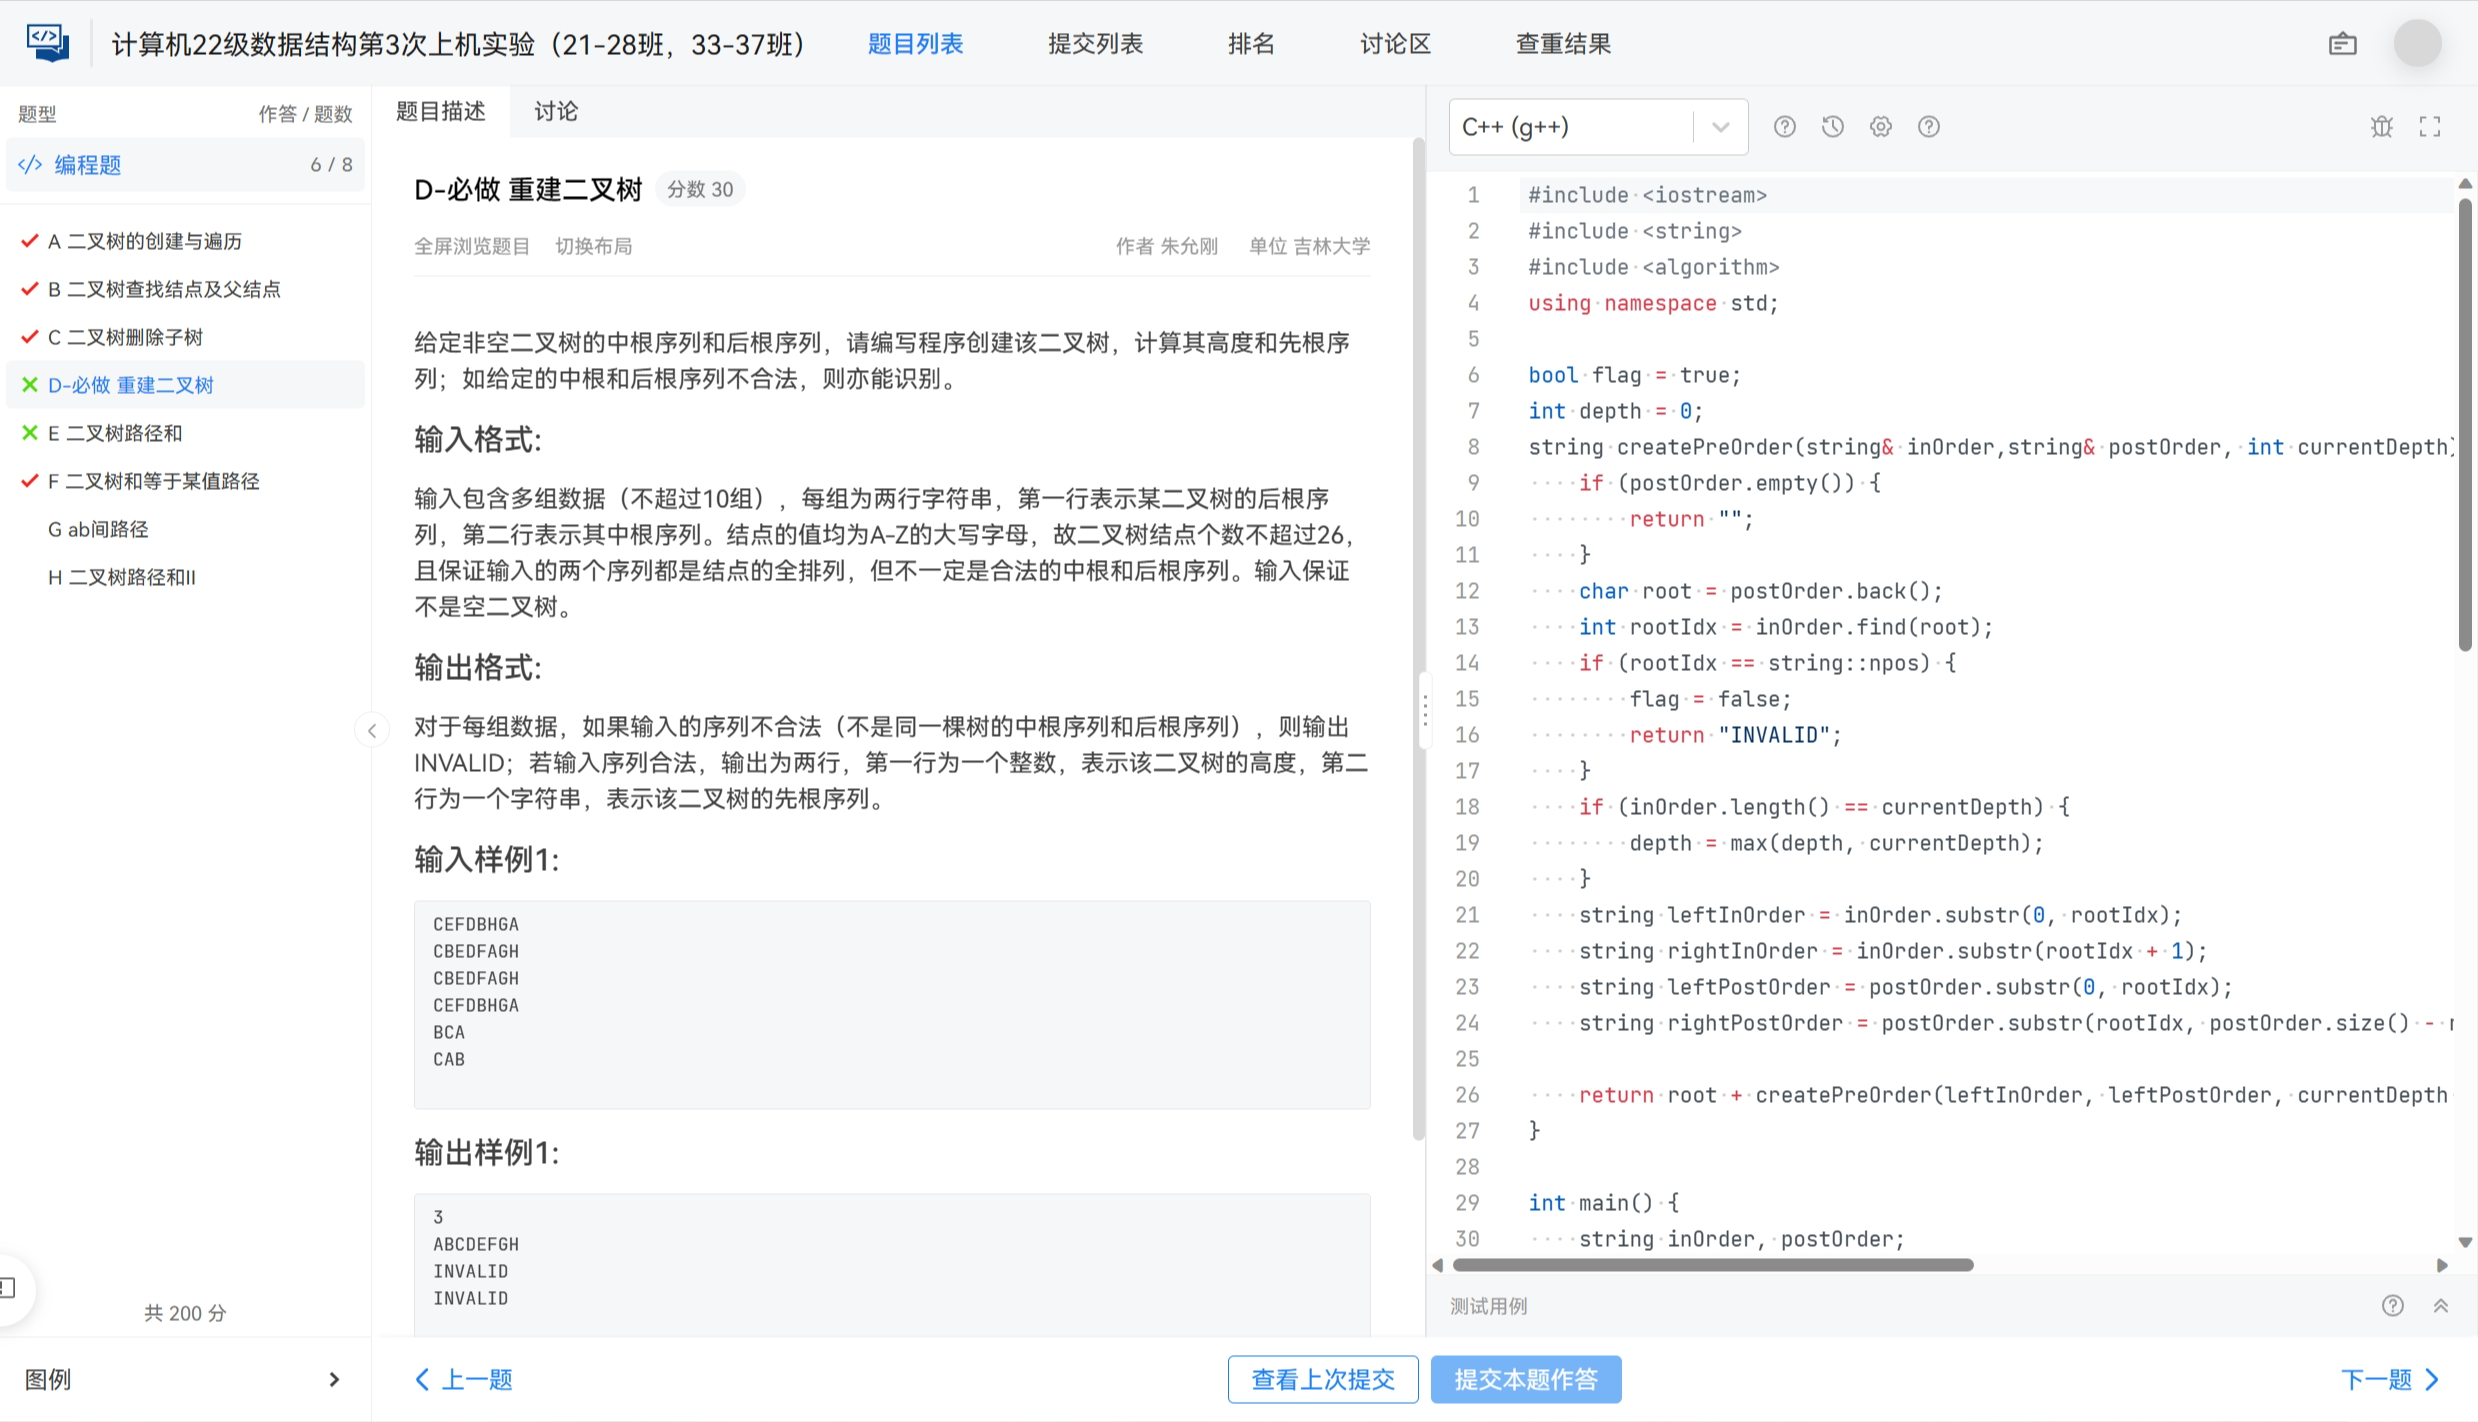 计算机22级数据结构第3次上机实验（21-28班，33-37班）
题目列表
提交列表
排名
讨论区
查重结果
题型
作答 / 题数
编程题
6 / 8
A 二叉树的创建与遍历
B 二叉树查找结点及父结点
C 二叉树删除子树
D-必做 重建二叉树
E 二叉树路径和
F 二叉树和等于某值路径
G ab间路径
H 二叉树路径和II
共 200 分
图例
题目描述
讨论
D-必做 重建二叉树
分数 30
全屏浏览题目
切换布局
作者 朱允刚
单位 吉林大学
给定非空二叉树的中根序列和后根序列，请编写程序创建该二叉树，计算其高度和先根序
列；如给定的中根和后根序列不合法，则亦能识别。
输入格式:
输入包含多组数据（不超过10组），每组为两行字符串，第一行表示某二叉树的后根序
列，第二行表示其中根序列。结点的值均为A-Z的大写字母，故二叉树结点个数不超过26，
且保证输入的两个序列都是结点的全排列，但不一定是合法的中根和后根序列。输入保证
不是空二叉树。
输出格式:
对于每组数据，如果输入的序列不合法（不是同一棵树的中根序列和后根序列），则输出
INVALID；若输入序列合法，输出为两行，第一行为一个整数，表示该二叉树的高度，第二
行为一个字符串，表示该二叉树的先根序列。
输入样例1:
CEFDBHGA
CBEDFAGH
CBEDFAGH
CEFDBHGA
BCA
CAB
输出样例1:
3
ABCDEFGH
INVALID
INVALID
上一题
查看上次提交
提交本题作答
下一题
C++ (g++)
1 #include <iostream>
2 #include <string>
3 #include <algorithm>
4 using namespace std;
5
6 bool flag = true;
7 int depth = 0;
8 string createPreOrder(string& inOrder,string& postOrder, int currentDepth)
9     if (postOrder.empty()) {
10         return "";
11     }
12     char root = postOrder.back();
13     int rootIdx = inOrder.find(root);
14     if (rootIdx == string::npos) {
15         flag = false;
16         return "INVALID";
17     }
18     if (inOrder.length() == currentDepth) {
19         depth = max(depth, currentDepth);
20     }
21     string leftInOrder = inOrder.substr(0, rootIdx);
22     string rightInOrder = inOrder.substr(rootIdx + 1);
23     string leftPostOrder = postOrder.substr(0, rootIdx);
24     string rightPostOrder = postOrder.substr(rootIdx, postOrder.size() -
25
26     return root + createPreOrder(leftInOrder, leftPostOrder, currentDepth
27 }
28
29 int main() {
30     string inOrder, postOrder;
测试用例